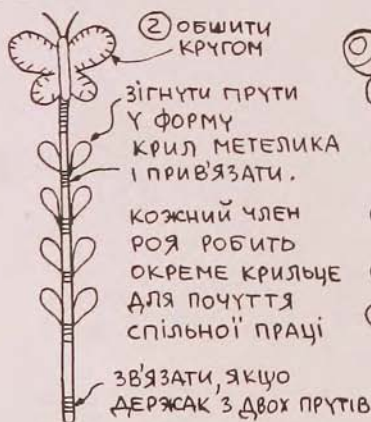 ② ОБШИТИ
КРУГОМ
ЗІГНУТИ ПРУТИ
У ФОРМУ
КРИЛ МЕТЕЛИКА
І ПРИВ'ЯЗАТИ.
КОЖНИЙ ЧЛЕН
РОЯ РОБИТЬ
ОКРЕМЕ КРИЛЬЦЕ
ДЛЯ ПОЧУТТЯ
СПІЛЬНОЇ ПРАЦІ
ЗВ'ЯЗАТИ, ЯКЩО
ДЕРЖАК З ДВОХ ПРУТІВ